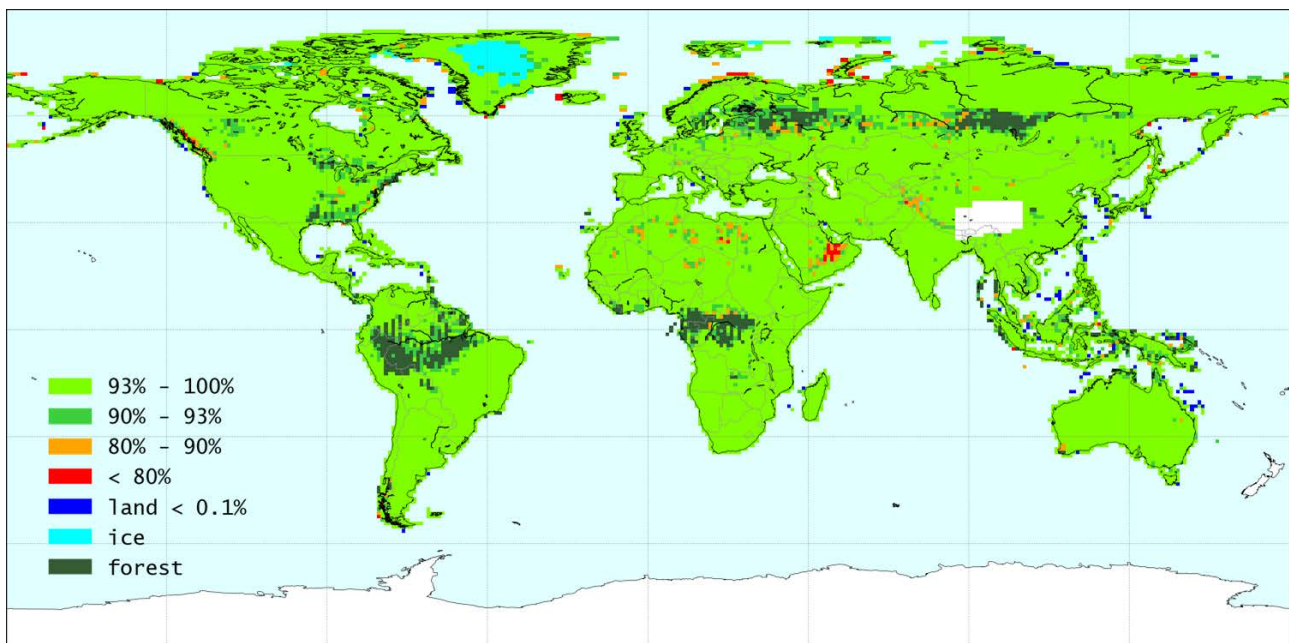 93% - 100%
90% - 93%
80% - 90%
< 80%
land < 0.1%
ice
forest